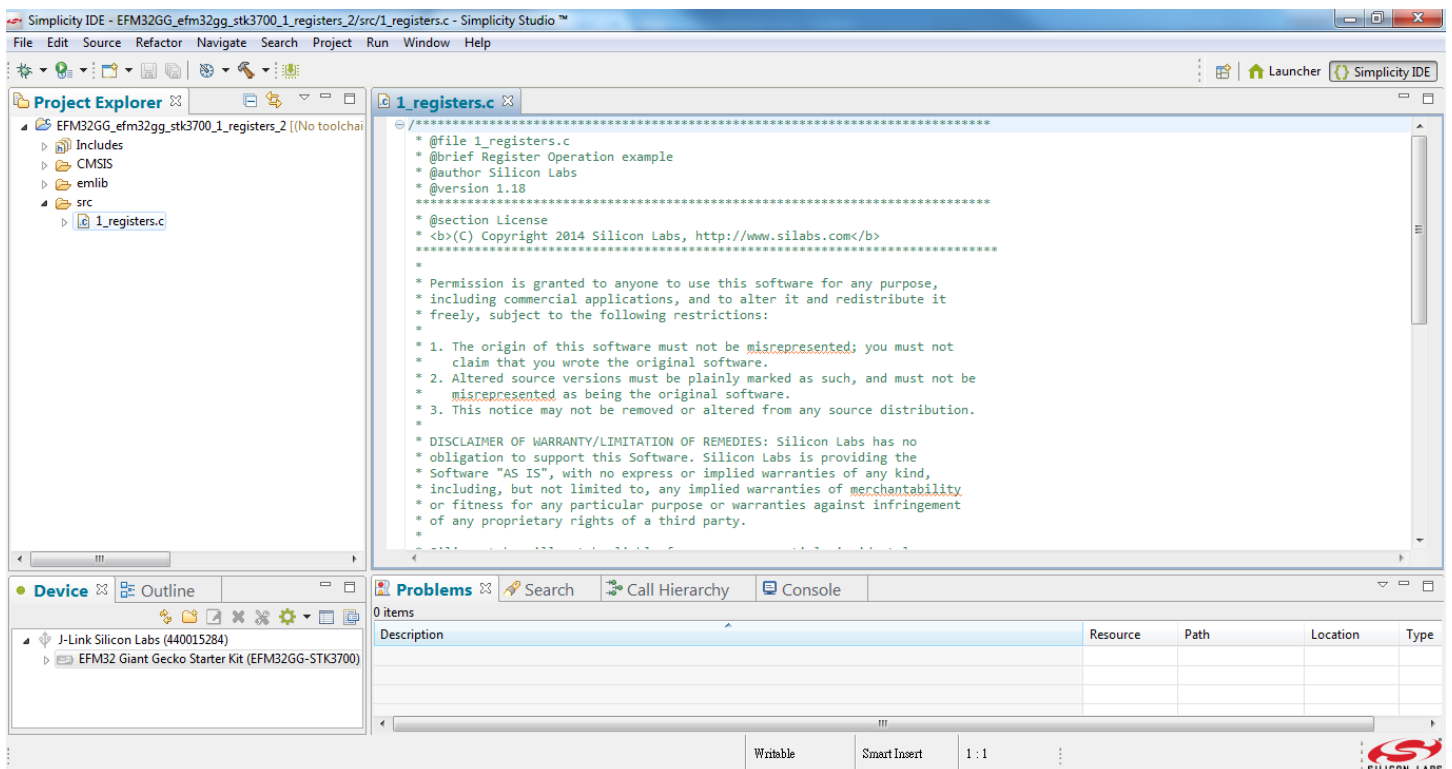 Simplicity IDE - EFM32GG_efm32gg_stk3700_1_registers_2/src/1_registers.c - Simplicity Studio ™
File Edit Source Refactor Navigate Search Project Run Window Help
Launcher
Simplicity IDE
Project Explorer
EFM32GG_efm32gg_stk3700_1_registers_2 [(No toolchai
Includes
CMSIS
emlib
src
1_registers.c
1_registers.c
/******************************************************************************
* @file 1_registers.c
* @brief Register Operation example
* @author Silicon Labs
* @version 1.18
******************************************************************************
* @section License
* <b>(C) Copyright 2014 Silicon Labs, http://www.silabs.com</b>
*******************************************************************************
*
* Permission is granted to anyone to use this software for any purpose,
* including commercial applications, and to alter it and redistribute it
* freely, subject to the following restrictions:
*
* 1. The origin of this software must not be misrepresented; you must not
*    claim that you wrote the original software.
* 2. Altered source versions must be plainly marked as such, and must not be
*    misrepresented as being the original software.
* 3. This notice may not be removed or altered from any source distribution.
*
* DISCLAIMER OF WARRANTY/LIMITATION OF REMEDIES: Silicon Labs has no
* obligation to support this Software. Silicon Labs is providing the
* Software "AS IS", with no express or implied warranties of any kind,
* including, but not limited to, any implied warranties of merchantability
* or fitness for any particular purpose or warranties against infringement
* of any proprietary rights of a third party.
*
Device
Outline
J-Link Silicon Labs (440015284)
EFM32 Giant Gecko Starter Kit (EFM32GG-STK3700)
Problems Search Call Hierarchy Console
0 items
Description Resource Path Location Type
Writable Smart Insert 1 : 1
SILICON LABS